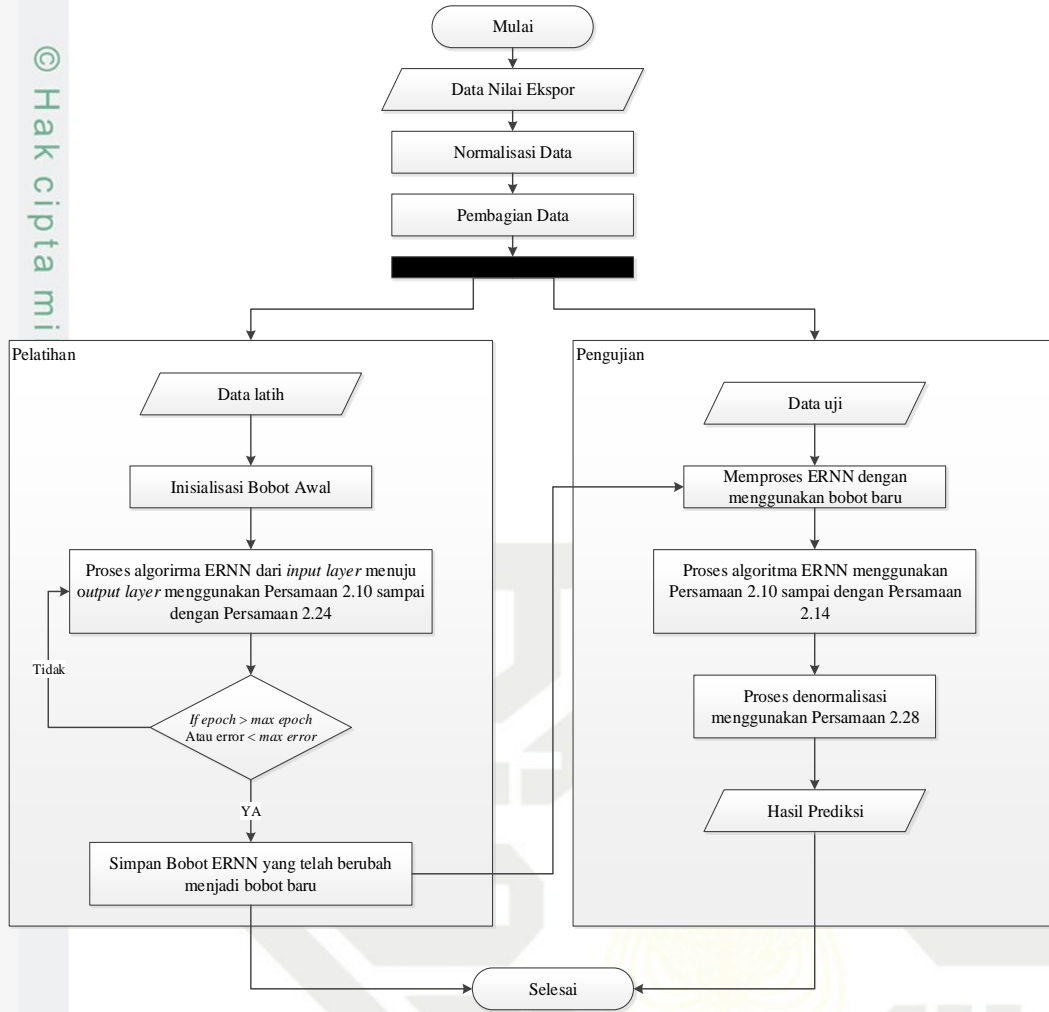 © Hak cipta mi
Mulai
Data Nilai Ekspor
Normalisasi Data
Pembagian Data
Pelatihan
Data latih
Inisialisasi Bobot Awal
Proses algorirma ERNN dari input layer menuju
output layer menggunakan Persamaan 2.10 sampai
dengan Persamaan 2.24
Tidak
If epoch > max epoch
Atau error < max error
YA
Simpan Bobot ERNN yang telah berubah
menjadi bobot baru
Pengujian
Data uji
Memproses ERNN dengan
menggunakan bobot baru
Proses algoritma ERNN menggunakan
Persamaan 2.10 sampai dengan Persamaan
2.14
Proses denormalisasi
menggunakan Persamaan 2.28
Hasil Prediksi
Selesai